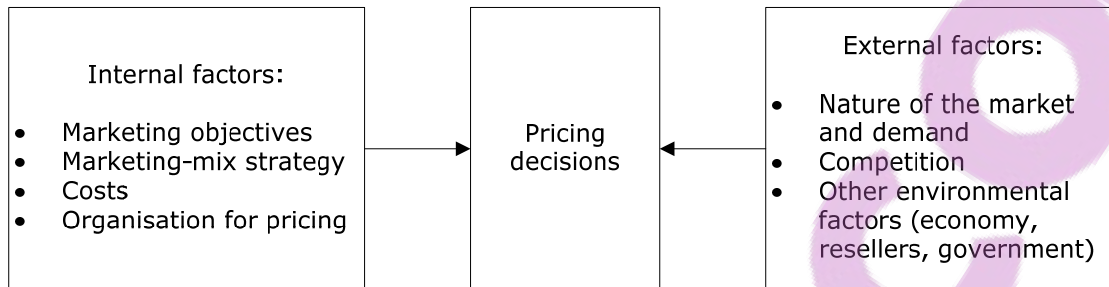 Internal factors:
• Marketing objectives
• Marketing-mix strategy
• Costs
• Organisation for pricing
Pricing
decisions
External factors:
• Nature of the market
and demand
• Competition
• Other environmental
factors (economy,
resellers, government)